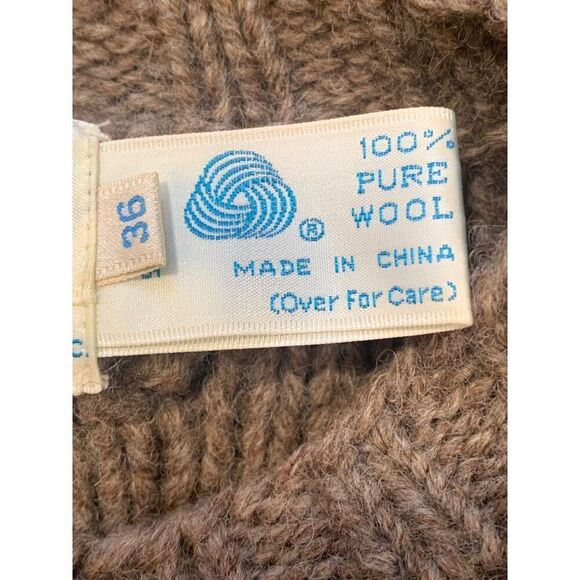 100%
PURE
WOOL
®
MADE IN CHINA
(Over For Care)
36
C.